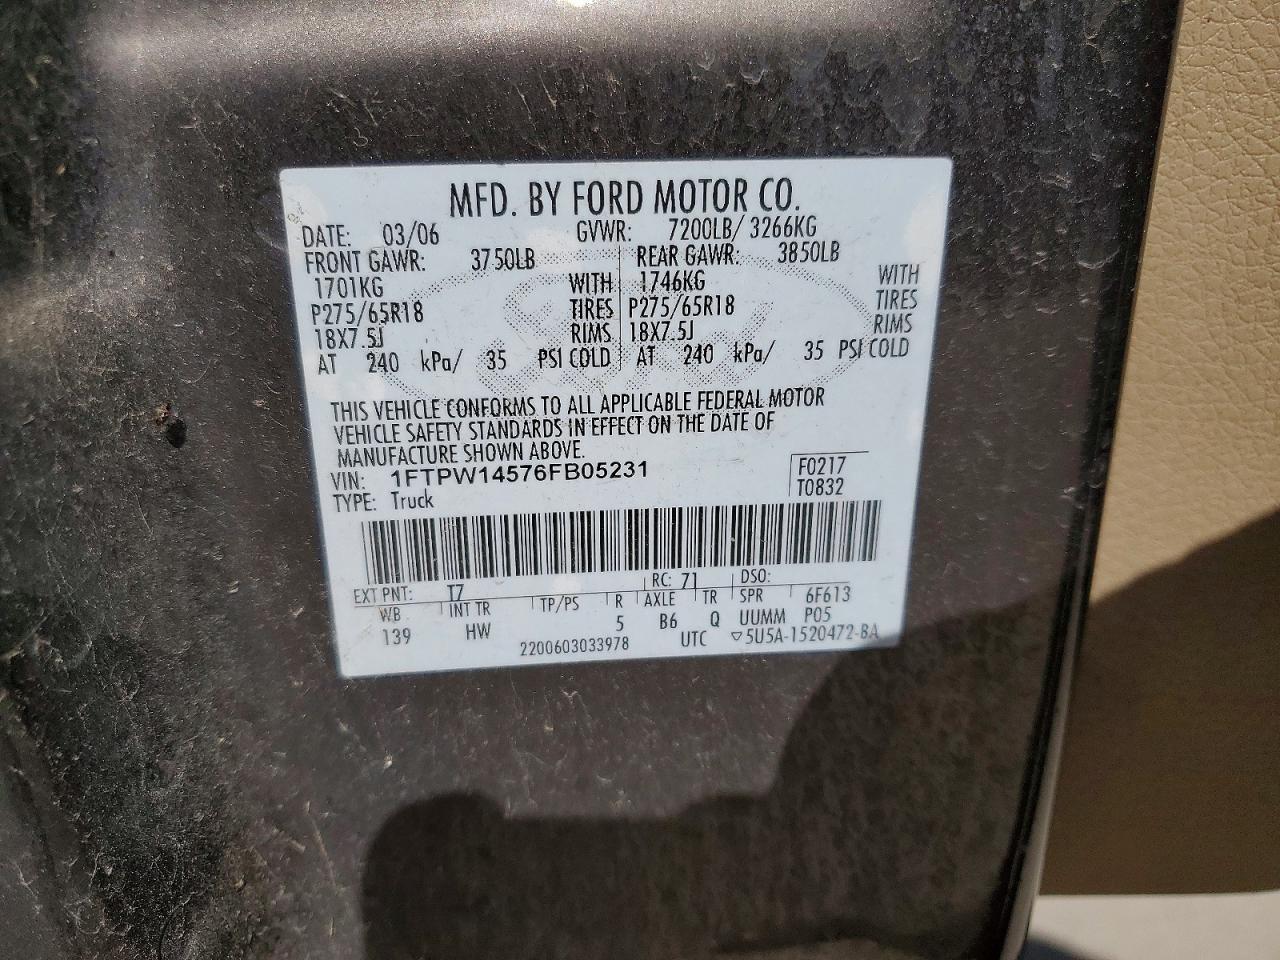 MFD. BY FORD MOTOR CO.
DATE: 03/06 GVWR: 7200LB/ 3266KG
FRONT GAWR: 3750LB REAR GAWR: 3850LB
1701KG WITH 1746KG WITH
P275/65R18 TIRES P275/65R18 TIRES
18X7.5J RIMS 18X7.5J RIMS
AT 240 kPa/ 35 PSI COLD AT 240 kPa/ 35 PSI COLD
THIS VEHICLE CONFORMS TO ALL APPLICABLE FEDERAL MOTOR
VEHICLE SAFETY STANDARDS IN EFFECT ON THE DATE OF
MANUFACTURE SHOWN ABOVE.
VIN: 1FTPW14576FB05231 F0217
TYPE: Truck T0832
EXT PNT: T7 RC: 71 DSO:
WB INT TR TP/PS R AXLE TR SPR 6F613
139 HW 5 B6 Q UUMM P05
2200603033978 UTC ▽5U5A-1520472-BA